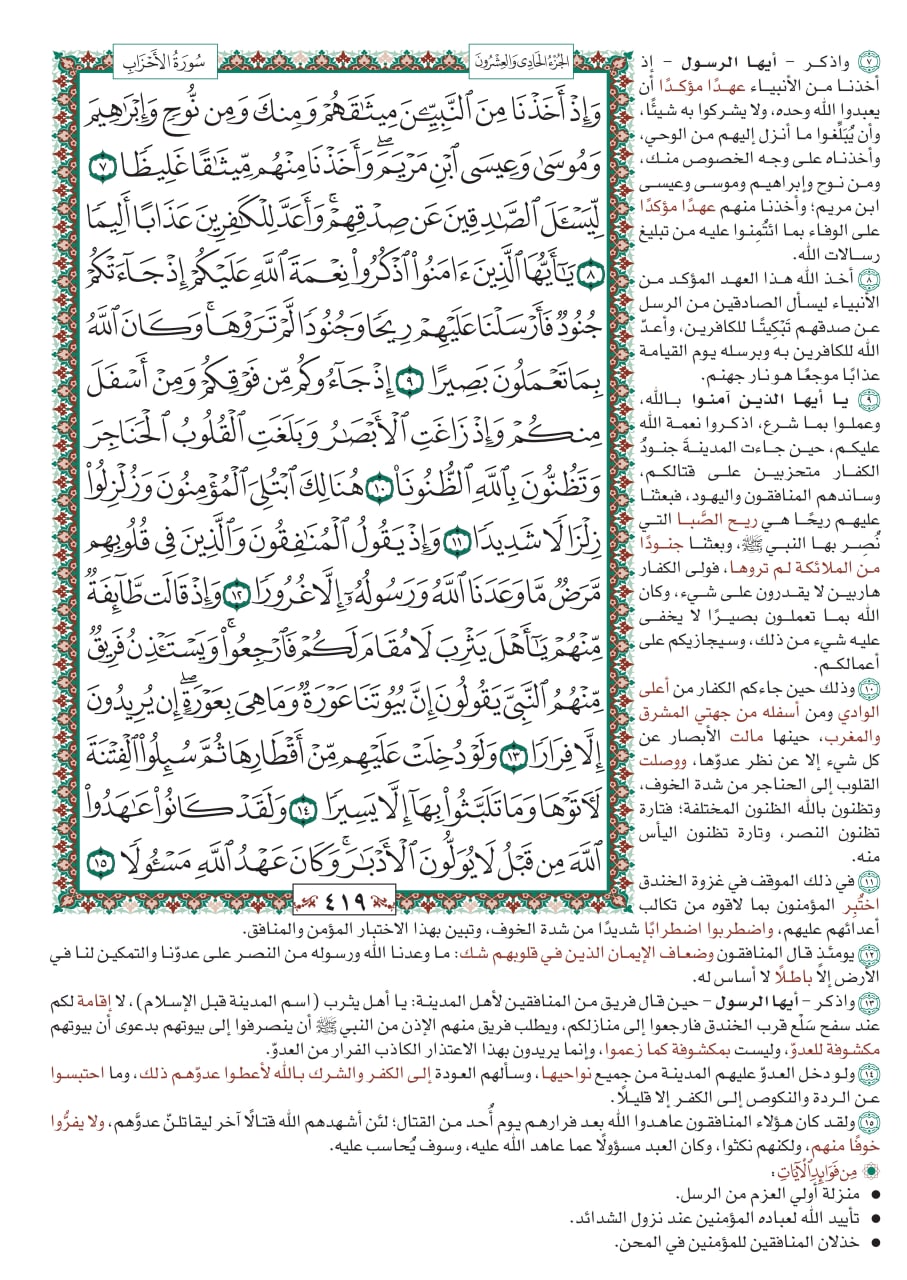 سُورَةُ الأَحْزَابِ
الجُزْءُ الحَادِي وَالعِشْرُونَ
وَإِذْ أَخَذْنَا مِنَ ٱلنَّبِيِّـۧنَ مِيثَٰقَهُمْ وَمِنكَ وَمِن نُّوحٍ وَإِبْرَٰهِيمَ
وَمُوسَىٰ وَعِيسَى ٱبْنِ مَرْيَمَۖ وَأَخَذْنَا مِنْهُم مِّيثَٰقًا غَلِيظًا ٧
لِّيَسْـَٔلَ ٱلصَّٰدِقِينَ عَن صِدْقِهِمْۚ وَأَعَدَّ لِلْكَٰفِرِينَ عَذَابًا أَلِيمًا
٨ يَٰٓأَيُّهَا ٱلَّذِينَ ءَامَنُوا۟ ٱذْكُرُوا۟ نِعْمَةَ ٱللَّهِ عَلَيْكُمْ إِذْ جَآءَتْكُمْ
جُنُودٌ فَأَرْسَلْنَا عَلَيْهِمْ رِيحًا وَجُنُودًا لَّمْ تَرَوْهَاۚ وَكَانَ ٱللَّهُ
بِمَا تَعْمَلُونَ بَصِيرًا ٩ إِذْ جَآءُوكُم مِّن فَوْقِكُمْ وَمِنْ أَسْفَلَ
مِنكُمْ وَإِذْ زَاغَتِ ٱلْأَبْصَٰرُ وَبَلَغَتِ ٱلْقُلُوبُ ٱلْحَنَاجِرَ
وَتَظُنُّونَ بِٱللَّهِ ٱلظُّنُونَا۠ ١٠ هُنَالِكَ ٱبْتُلِيَ ٱلْمُؤْمِنُونَ وَزُلْزِلُوا۟
زِلْزَالًا شَدِيدًا ١١ وَإِذْ يَقُولُ ٱلْمُنَٰفِقُونَ وَٱلَّذِينَ فِى قُلُوبِهِم
مَّرَضٌ مَّا وَعَدَنَا ٱللَّهُ وَرَسُولُهُۥٓ إِلَّا غُرُورًا ١٢ وَإِذْ قَالَت طَّآئِفَةٌ
مِّنْهُمْ يَٰٓأَهْلَ يَثْرِبَ لَا مُقَامَ لَكُمْ فَٱرْجِعُوا۟ۚ وَيَسْتَـْٔذِنُ فَرِيقٌ
مِّنْهُمُ ٱلنَّبِىَّ يَقُولُونَ إِنَّ بُيُوتَنَا عَوْرَةٌ وَمَا هِىَ بِعَوْرَةٍۖ إِن يُرِيدُونَ
إِلَّا فِرَارًا ١٣ وَلَوْ دُخِلَتْ عَلَيْهِم مِّنْ أَقْطَارِهَا ثُمَّ سُئِلُوا۟ ٱلْفِتْنَةَ
لَـَٔاتَوْهَا وَمَا تَلَبَّثُوا۟ بِهَآ إِلَّا يَسِيرًا ١٤ وَلَقَدْ كَانُوا۟ عَٰهَدُوا۟
ٱللَّهَ مِن قَبْلُ لَا يُوَلُّونَ ٱلْأَدْبَٰرَۚ وَكَانَ عَهْدُ ٱللَّهِ مَسْـُٔولًا ١٥
٤١٩
٧ واذكر - أيها الرسول - إذ
أخذنا من الأنبياء عهدًا مؤكدًا أن
يعبدوا الله وحده، ولا يشركوا به شيئًا،
وأن يُبَلِّغوا ما أنزل إليهم من الوحي،
وأخذناه على وجه الخصوص منك،
ومن نوح وإبراهيم وموسى وعيسى
ابن مريم؛ وأخذنا منهم عهدًا مؤكدًا
على الوفاء بما ائتُمِنوا عليه من تبليغ
رسالات الله.
٨ أخذ الله هذا العهد المؤكد من
الأنبياء ليسأل الصادقين من الرسل
عن صدقهم تَبْكِيتًا للكافرين، وأعدّ
الله للكافرين به وبرسله يوم القيامة
عذابًا موجعًا هو نار جهنم.
٩ يا أيها الذين آمنوا بالله،
وعملوا بما شرع، اذكروا نعمة الله
عليكم، حين جاءت المدينةَ جنودُ
الكفار متحزبين على قتالكم،
وساندهم المنافقون واليهود، فبعثنا
عليهم ريحًا هي ريح الصَّبا التي
نُصِر بها النبي ﷺ، وبعثنا جنودًا
من الملائكة لم تروها، فولى الكفار
هاربين لا يقدرون على شيء، وكان
الله بما تعملون بصيرًا لا يخفى
عليه شيء من ذلك، وسيجازيكم على
أعمالكم.
١٠ وذلك حين جاءكم الكفار من أعلى
الوادي ومن أسفله من جهتي المشرق
والمغرب، حينها مالت الأبصار عن
كل شيء إلا عن نظر عدوّها، ووصلت
القلوب إلى الحناجر من شدة الخوف،
وتظنون بالله الظنون المختلفة؛ فتارة
تظنون النصر، وتارة تظنون اليأس
منه.
١١ في ذلك الموقف في غزوة الخندق
اختُبِر المؤمنون بما لاقوه من تكالب
أعدائهم عليهم، واضطربوا اضطرابًا شديدًا من شدة الخوف، وتبين بهذا الاختبار المؤمن والمنافق.
١٢ يومئذ قال المنافقون وضعاف الإيمان الذين في قلوبهم شك: ما وعدنا الله ورسوله من النصر على عدوّنا والتمكين لنا في
الأرض إلاّ باطلًا لا أساس له.
١٣ واذكر - أيها الرسول - حين قال فريق من المنافقين لأهل المدينة: يا أهل يثرب (اسم المدينة قبل الإسلام)، لا إقامة لكم
عند سفح سَلْع قرب الخندق فارجعوا إلى منازلكم، ويطلب فريق منهم الإذن من النبي ﷺ أن ينصرفوا إلى بيوتهم بدعوى أن بيوتهم
مكشوفة للعدوّ، وليست بمكشوفة كما زعموا، وإنما يريدون بهذا الاعتذار الكاذب الفرار من العدوّ.
١٤ ولو دخل العدوّ عليهم المدينة من جميع نواحيها، وسألهم العودة إلى الكفر والشرك بالله لأعطوا عدوّهم ذلك، وما احتبسوا
عن الردة والنكوص إلى الكفر إلا قليلًا.
١٥ ولقد كان هؤلاء المنافقون عاهدوا الله بعد فرارهم يوم أُحد من القتال؛ لئن أشهدهم الله قتالًا آخر ليقاتلنّ عدوَّهم، ولا يفرُّوا
خوفًا منهم، ولكنهم نكثوا، وكان العبد مسؤولًا عما عاهد الله عليه، وسوف يُحاسب عليه.
مِن فَوَائِدِ الْآيَاتِ:
• منزلة أولي العزم من الرسل.
• تأييد الله لعباده المؤمنين عند نزول الشدائد.
• خذلان المنافقين للمؤمنين في المحن.